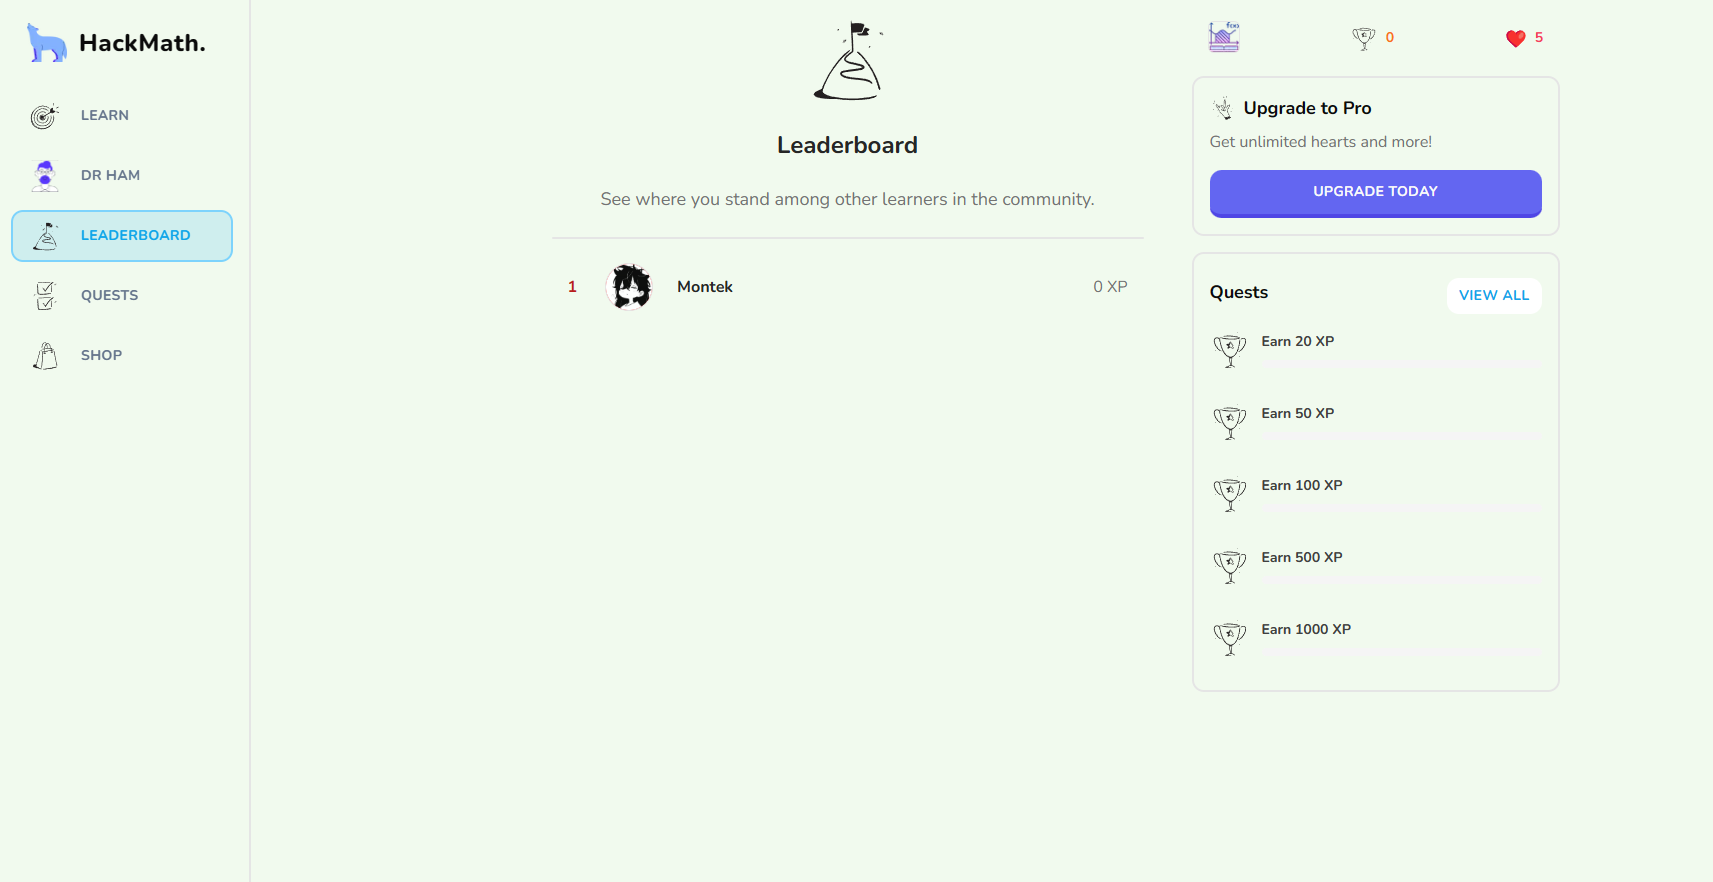 HackMath.
LEARN
DR HAM
LEADERBOARD
QUESTS
SHOP
Leaderboard
See where you stand among other learners in the community.
1 Montek 0 XP
f(x)
0
5
Upgrade to Pro
Get unlimited hearts and more!
UPGRADE TODAY
Quests
VIEW ALL
Earn 20 XP
Earn 50 XP
Earn 100 XP
Earn 500 XP
Earn 1000 XP